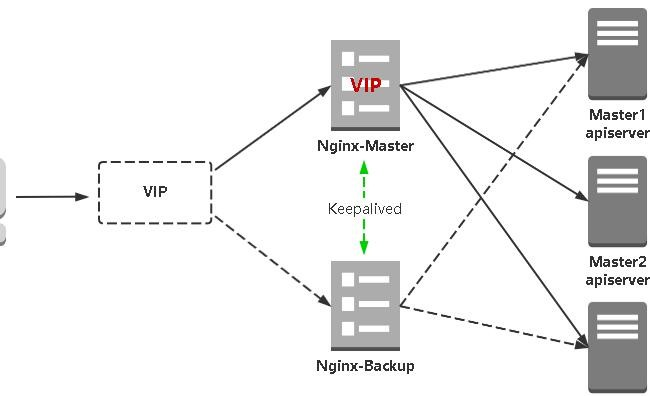 VIP
VIP
Nginx-Master
Keepalived
Nginx-Backup
Master1
apiserver
Master2
apiserver